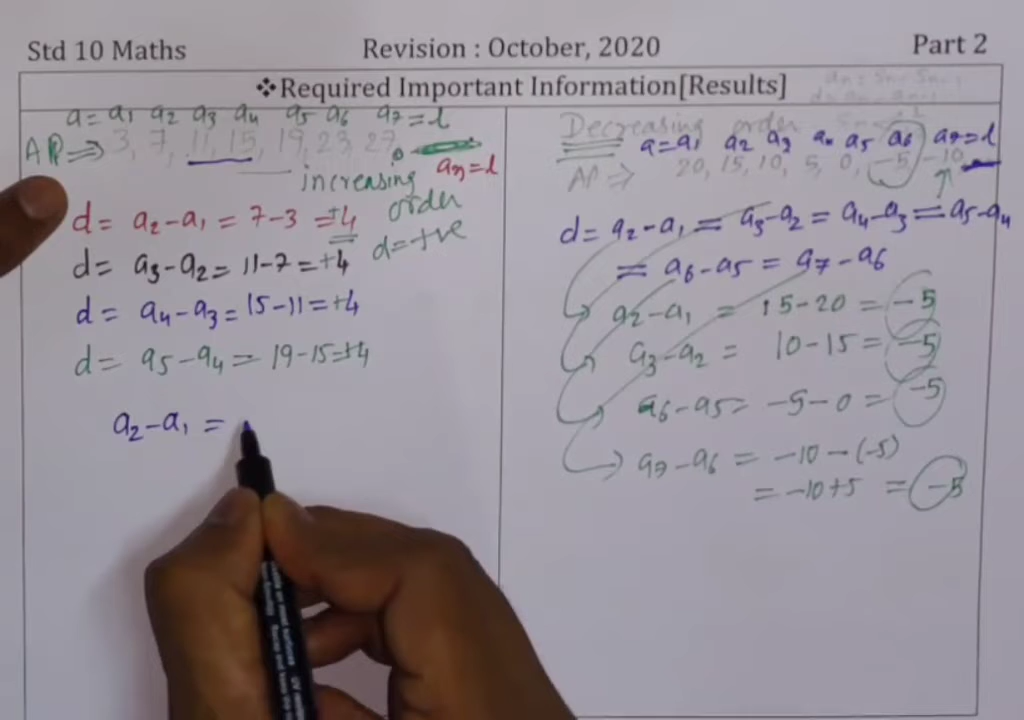 Std 10 Maths Revision : October, 2020 Part 2
❖Required Important Information[Results]
a= a1 a2 a3 a4 a5 a6 a7=l
AP⇒ 3, 7, 11, 15, 19, 23, 27
an=l
increasing order
d= a2-a1 = 7-3 =+4
d=+ve
d= a3-a2= 11-7=+4
d= a4-a3=15-11=+4
d= a5-a4= 19-15=+4
a2-a1 =
Decreasing order
a=a1 a2 a3 a4 a5 a6 a7=l
AP⇒ 20, 15, 10, 5, 0, -5, -10
d= a2-a1 = a3-a2 = a4-a3 = a5-a4
= a6-a5 = a7-a6
a2-a1 = 15-20 = -5
a3-a2 = 10-15 = -5
a6-a5= -5-0 = -5
a7-a6 = -10-(-5)
= -10+5 = -5